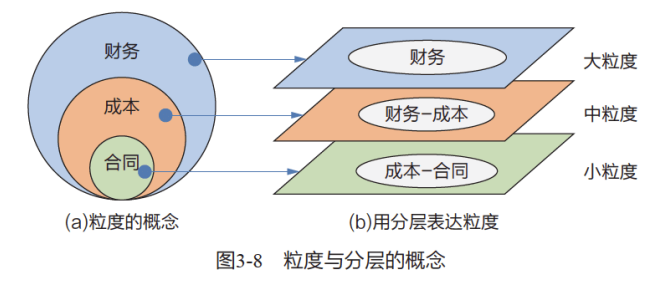 财务
成本
合同
财务
财务-成本
成本-合同
大粒度
中粒度
小粒度
(a)粒度的概念
(b)用分层表达粒度
图3-8 粒度与分层的概念